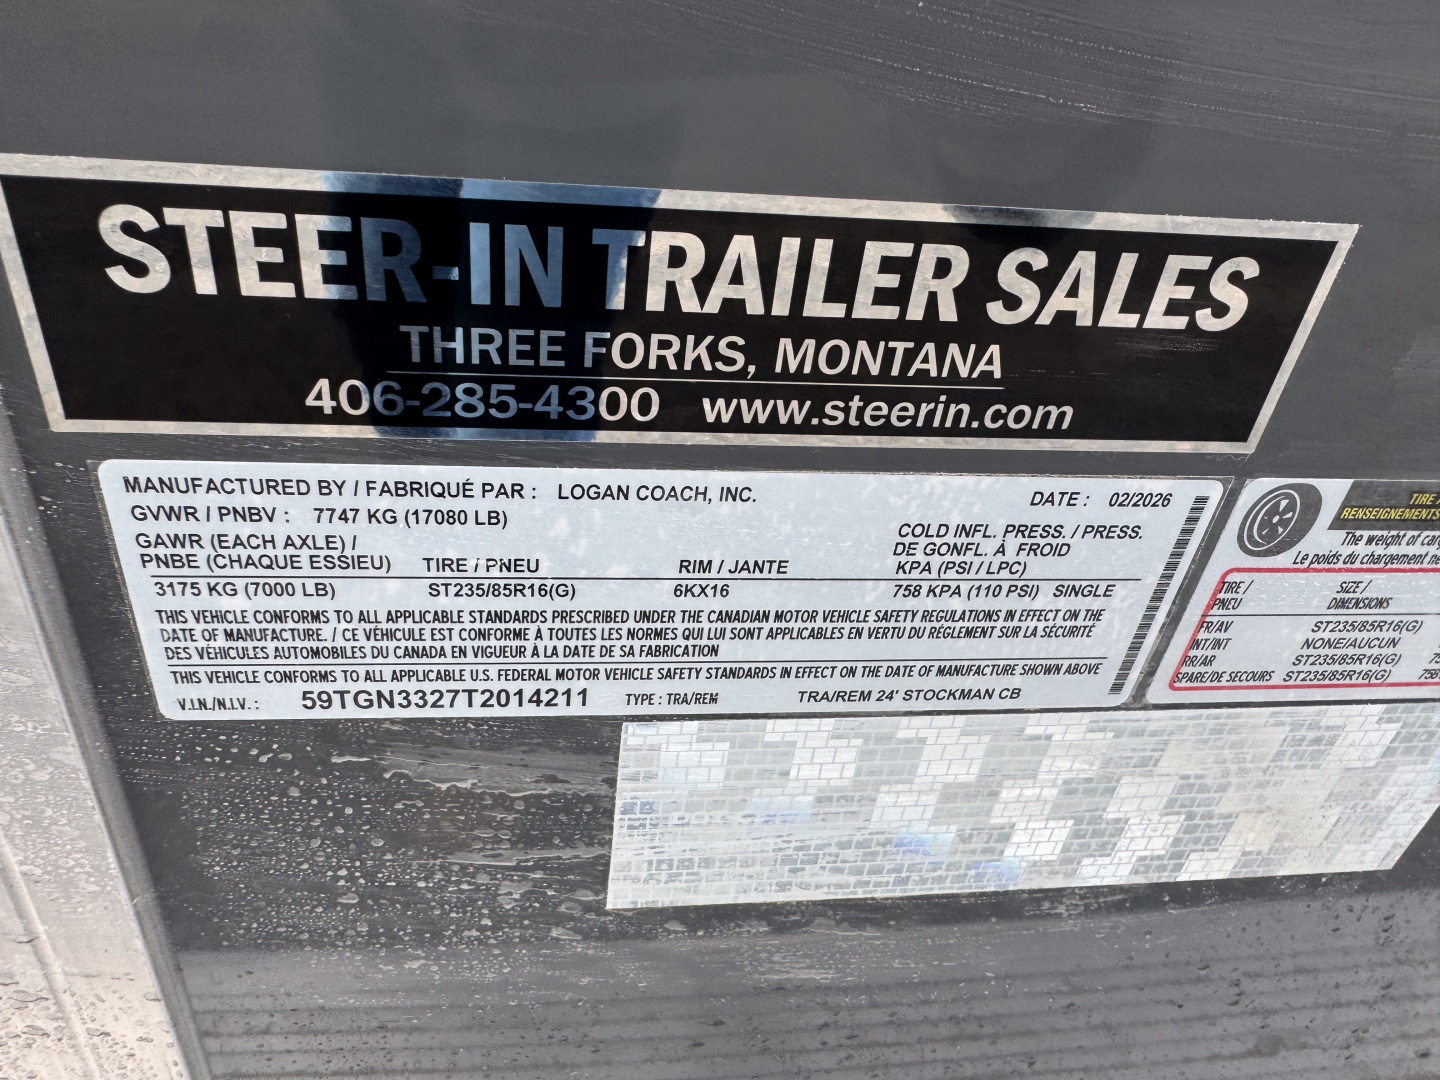 STEER-IN TRAILER SALES
THREE FORKS, MONTANA
406-285-4300 www.steerin.com
MANUFACTURED BY / FABRIQUÉ PAR : LOGAN COACH, INC. DATE : 02/2026
GVWR / PNBV : 7747 KG (17080 LB)
GAWR (EACH AXLE) /
PNBE (CHAQUE ESSIEU) TIRE / PNEU RIM / JANTE
COLD INFL. PRESS. / PRESS.
DE GONFL. À FROID
KPA (PSI / LPC)
3175 KG (7000 LB) ST235/85R16(G) 6KX16 758 KPA (110 PSI) SINGLE
THIS VEHICLE CONFORMS TO ALL APPLICABLE STANDARDS PRESCRIBED UNDER THE CANADIAN MOTOR VEHICLE SAFETY REGULATIONS IN EFFECT ON THE
DATE OF MANUFACTURE. / CE VÉHICULE EST CONFORME À TOUTES LES NORMES QUI LUI SONT APPLICABLES EN VERTU DU RÉGLEMENT SUR LA SÉCURITÉ
DES VÉHICULES AUTOMOBILES DU CANADA EN VIGUEUR À LA DATE DE SA FABRICATION
THIS VEHICLE CONFORMS TO ALL APPLICABLE U.S. FEDERAL MOTOR VEHICLE SAFETY STANDARDS IN EFFECT ON THE DATE OF MANUFACTURE SHOWN ABOVE
V.I.N./N.I.V. : 59TGN3327T2014211 TYPE : TRA/REM TRA/REM 24' STOCKMAN CB
TIRE
RENSEIGNEMENTS
The weight of
Le poids du chargement
TIRE / SIZE /
PNEU DIMENSIONS
FR/AV ST235/85R16(G)
INT/INT NONE/AUCUN
RR/AR ST235/85R16(G)
SPARE/DE SECOURS ST235/85R16(G)